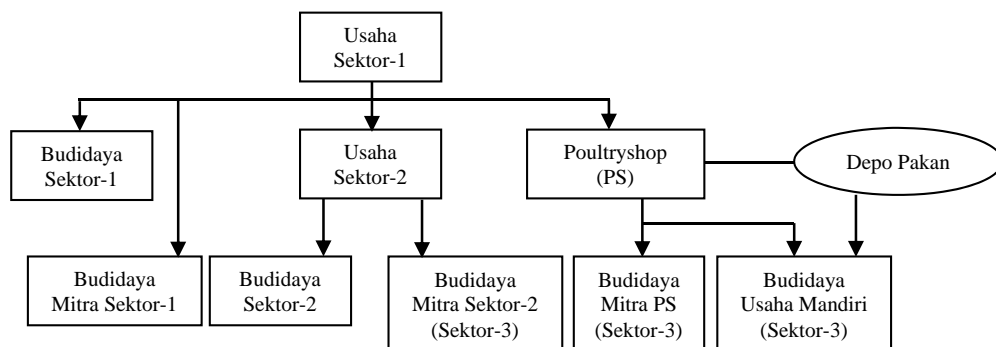 Usaha
Sektor-1
Budidaya
Sektor-1
Usaha
Sektor-2
Poultryshop
(PS)
Depo Pakan
Budidaya
Mitra Sektor-1
Budidaya
Sektor-2
Budidaya
Mitra Sektor-2
(Sektor-3)
Budidaya
Mitra PS
(Sektor-3)
Budidaya
Usaha Mandiri
(Sektor-3)